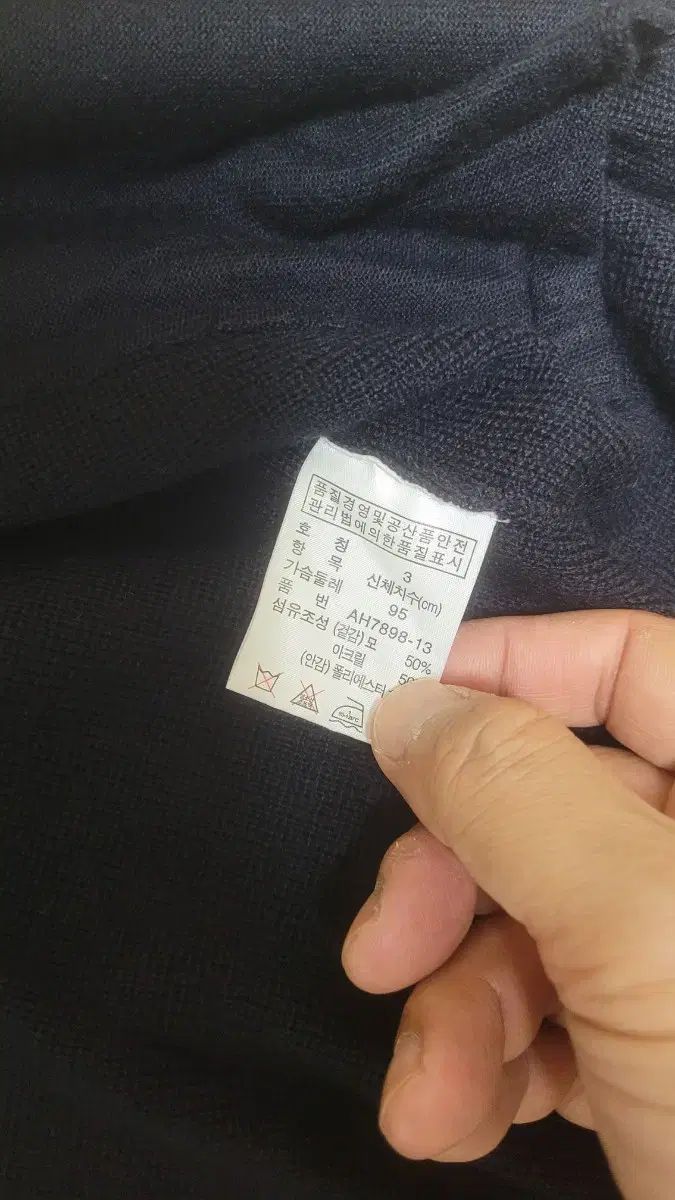 품질경영및공산품안전
관리법에의한품질표시
호 칭 3
항 목 신체치수(cm)
가슴둘레 95
품 번 AH7898-13
섬유조성 (겉감)모 50%
아크릴
(안감)폴리에스터